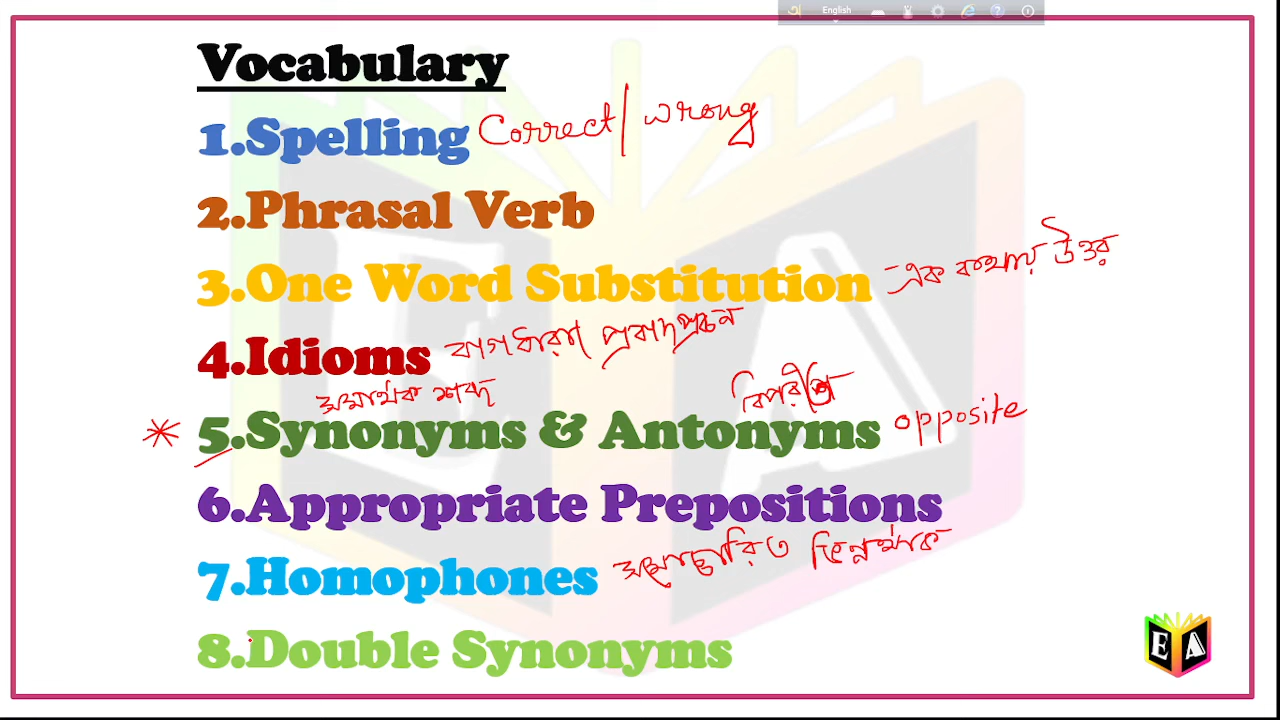 English
Vocabulary
1.Spelling Correct/wrong
2.Phrasal Verb
3.One Word Substitution - এক কথায় উত্তর
4.Idioms বাগধারা প্রবাদপ্রচন
সমার্থক শব্দ বিপরীত
* 5.Synonyms & Antonyms opposite
6.Appropriate Prepositions
7.Homophones সমোচ্চারিত ভিন্নার্থক
8.Double Synonyms
E A